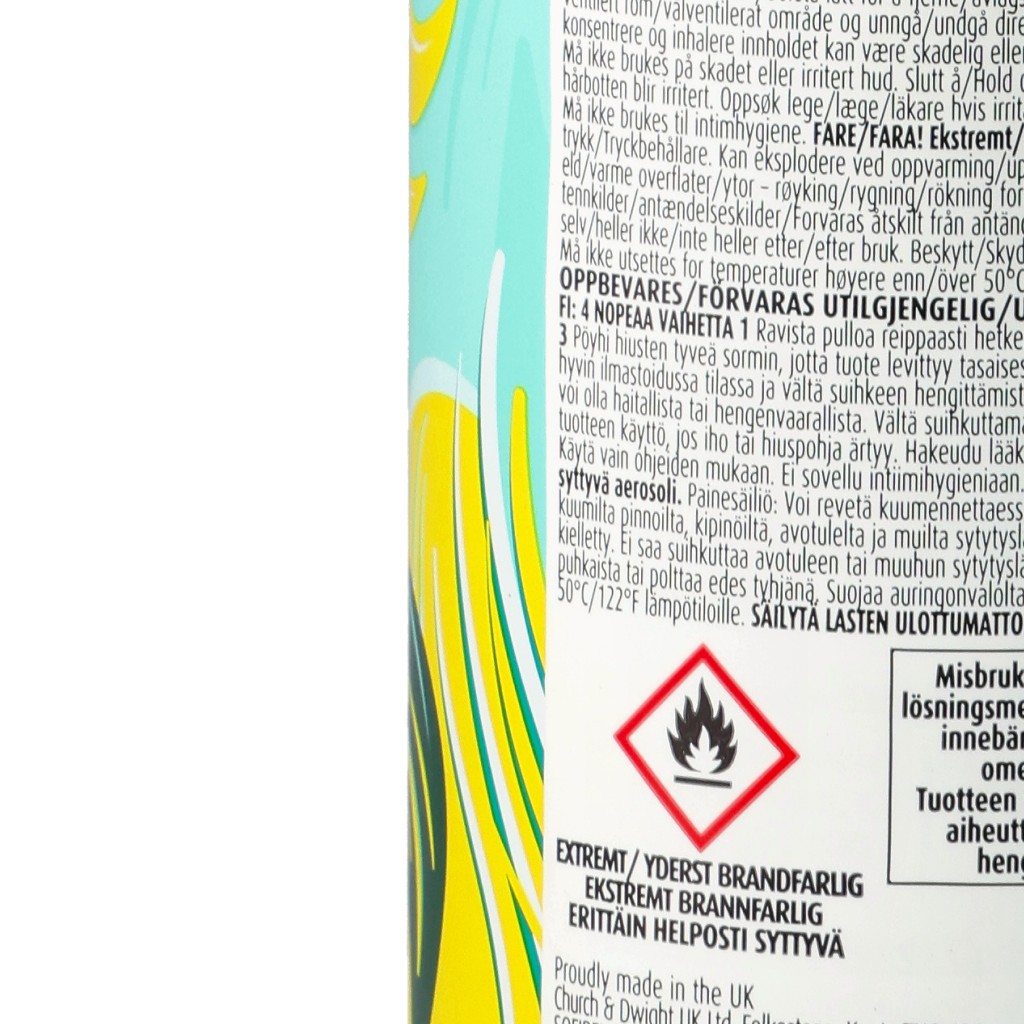 ventilert rom/välventilerat område og unngå/undgå dire
konsentrere og inhalere innholdet kan være skadelig eller
Må ikke brukes på skadet eller irritert hud. Slutt å/Hold
hårbotten blir irritert. Oppsøk lege/læge/läkare hvis irrit
Må ikke brukes til intimhygiene. FARE/FARA! Ekstremt/
trykk/Tryckbehållare. Kan eksplodere ved oppvarming/up
eld/varme overflater/ytor – røyking/rygning/rökning for
tennkilder/antændelseskilder/Förvaras åtskilt från antänd
selv/heller ikke/inte heller etter/efter bruk. Beskytt/Skyd
Må ikke utsettes for temperaturer høyere enn/över 50°C
OPPBEVARES/FÖRVARAS UTILGJENGELIG/U
FI: 4 NOPEAA VAIHETTA 1 Ravista pulloa reippaasti hetke
3 Pöyhi hiusten tyveä sormin, jotta tuote levittyy tasaises
hyvin ilmastoidussa tilassa ja vältä suihkeen hengittämist
voi olla haitallista tai hengenvaarallista. Vältä suihkuttama
tuotteen käyttö, jos iho tai hiuspohja ärtyy. Hakeudu lääk
Käytä vain ohjeiden mukaan. Ei sovellu intiimihygieniaan.
syttyvä aerosoli. Painesäiliö: Voi revetä kuumennettaess
kuumilta pinnoilta, kipinöiltä, avotulelta ja muilta sytytyslä
kielletty. Ei saa suihkuttaa avotuleen tai muuhun sytytyslä
puhkaista tai polttaa edes tyhjänä. Suojaa auringonvalolta
50°C/122°F lämpötiloille. SÄILYTÄ LASTEN ULOTTUMATTO
Misbruk
lösningsme
innebär
ome
Tuotteen
aiheutt
heng
EXTREMT/ YDERST BRANDFARLIG
EKSTREMT BRANNFARLIG
ERITTÄIN HELPOSTI SYTTYVÄ
Proudly made in the UK
Church & Dwight UK Ltd,